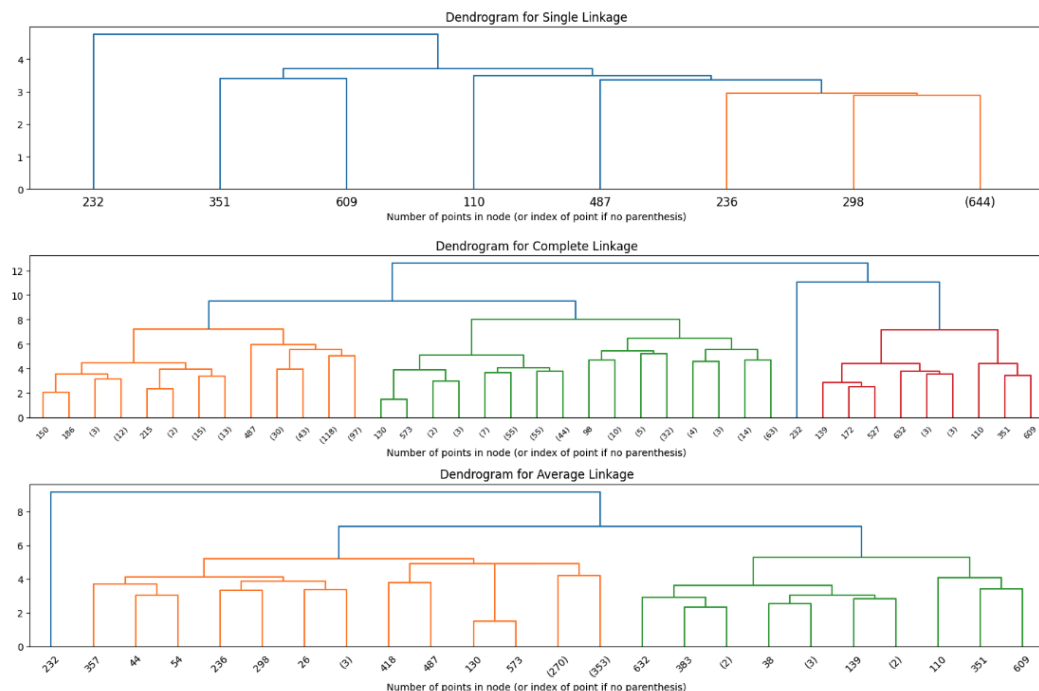 Dendrogram for Single Linkage
4
3
2
1
0
232 351 609 110 487 236 298 (644)
Number of points in node (or index of point if no parenthesis)
Dendrogram for Complete Linkage
12
10
8
6
4
2
0
150 186 (3) (12) 215 (2) (15) (13) 487 (30) (43) (118) (97) 130 573 (2) (3) (7) (55) (55) (44) 98 (10) (5) (32) (4) (3) (14) (63) 232 139 172 527 632 (3) (3) 110 351 609
Number of points in node (or index of point if no parenthesis)
Dendrogram for Average Linkage
8
6
4
2
0
232 357 44 54 236 298 26 (3) 418 487 130 573 (270) (353) 632 383 (2) 38 (3) 139 (2) 110 351 609
Number of points in node (or index of point if no parenthesis)